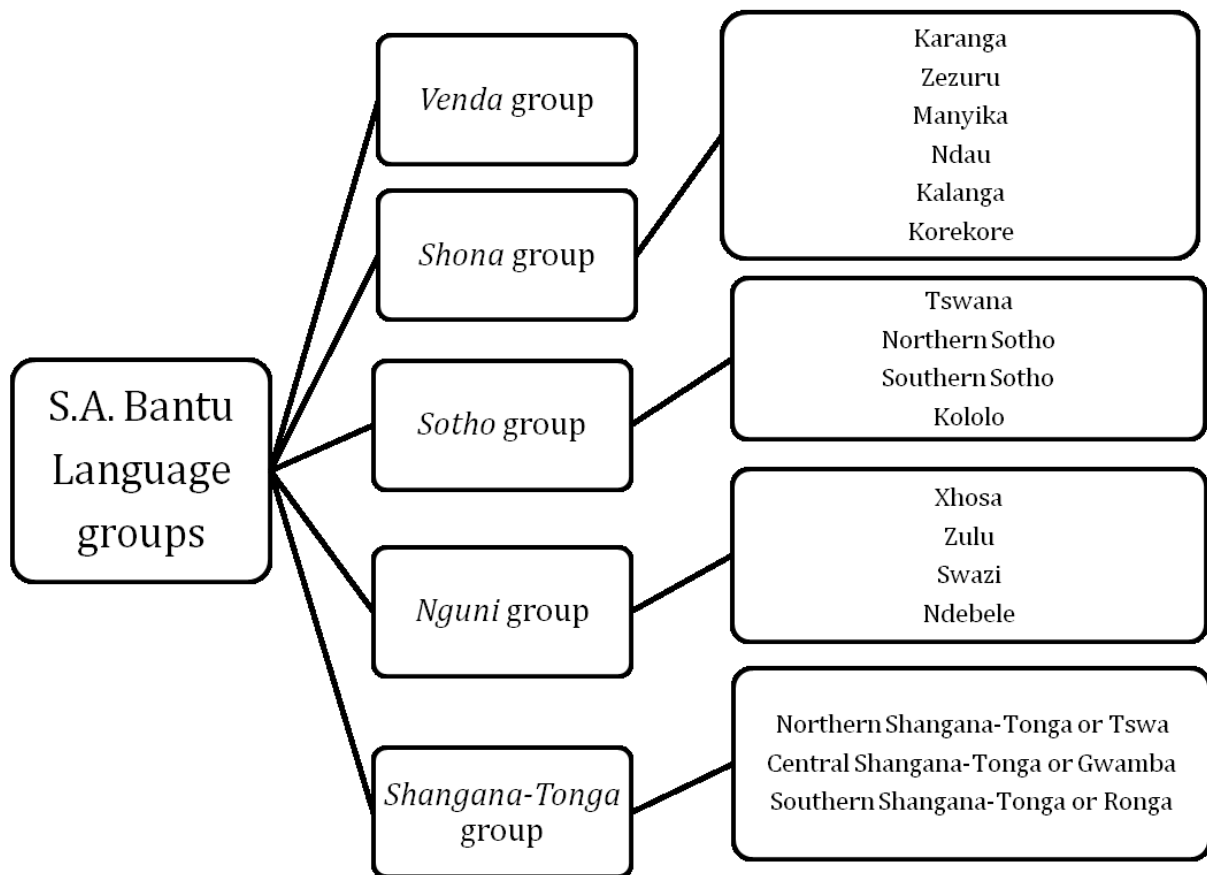 S.A. Bantu
Language
groups
Venda group
Shona group
Sotho group
Nguni group
Shangana-Tonga
group
Karanga
Zezuru
Manyika
Ndau
Kalanga
Korekore
Tswana
Northern Sotho
Southern Sotho
Kololo
Xhosa
Zulu
Swazi
Ndebele
Northern Shangana-Tonga or Tswa
Central Shangana-Tonga or Gwamba
Southern Shangana-Tonga or Ronga